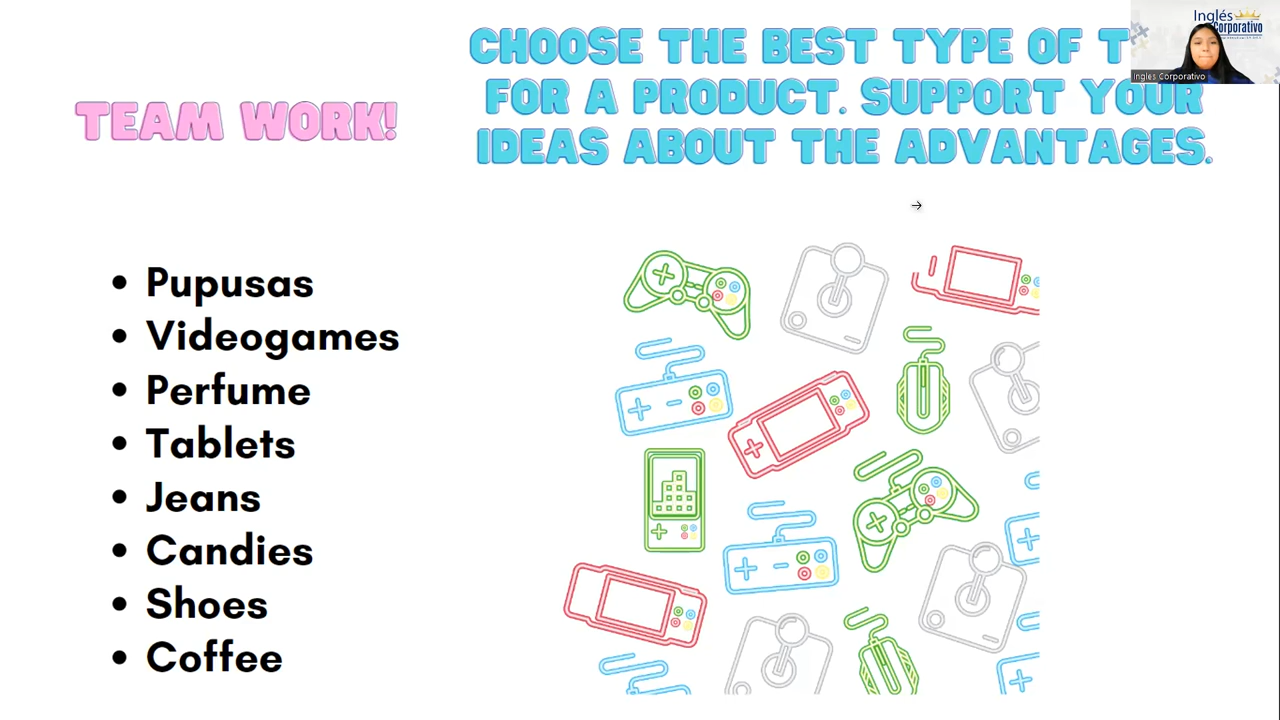 TEAM WORK!
CHOOSE THE BEST TYPE OF T
FOR A PRODUCT. SUPPORT YOUR
IDEAS ABOUT THE ADVANTAGES.
Inglés
Corporativo
Ingles Corporativo
• Pupusas
• Videogames
• Perfume
• Tablets
• Jeans
• Candies
• Shoes
• Coffee